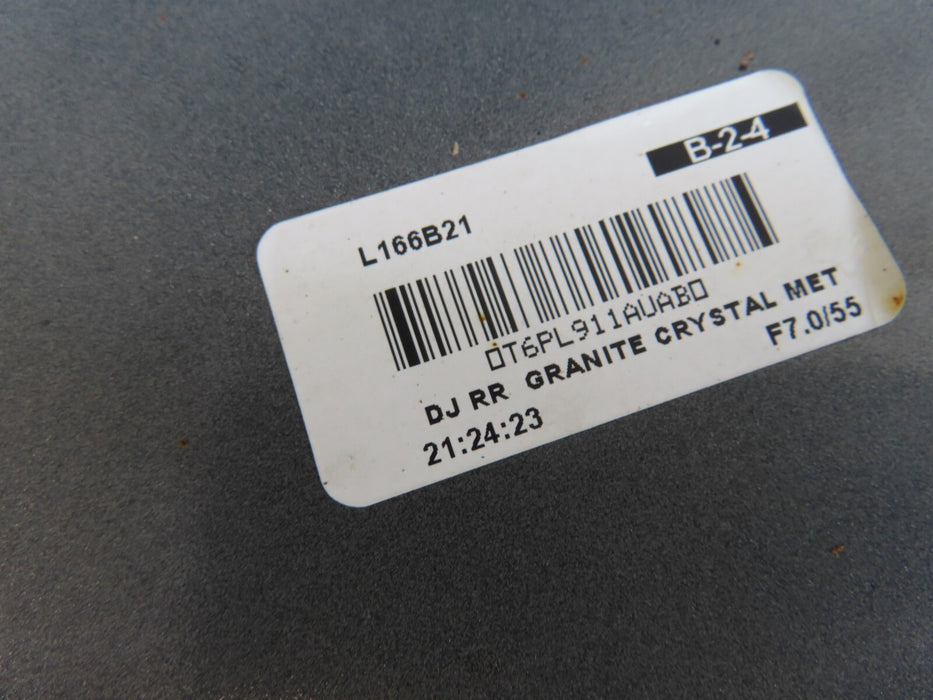 B-2-4
L166B21
0T6PL911AUAB0
DJ RR GRANITE CRYSTAL MET
21:24:23
F7.0/55